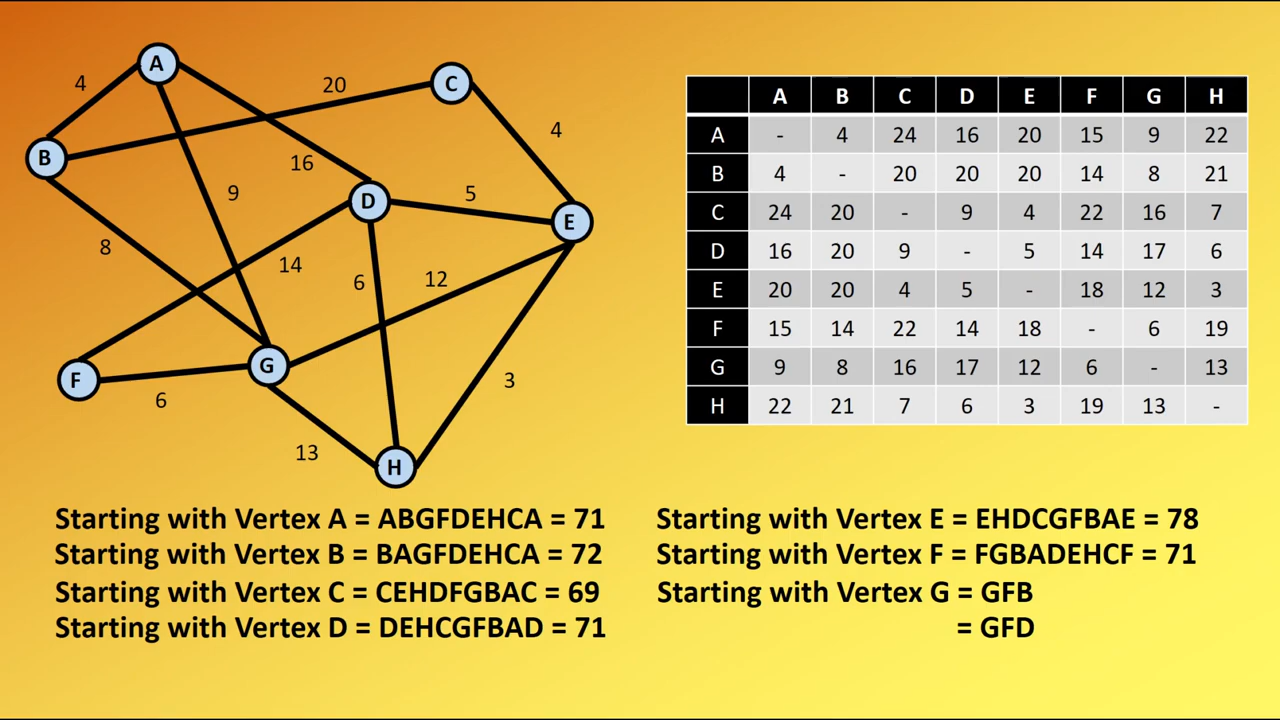 A
4
20
C
4
B
16
9
D
5
E
8
14
6
12
F
G
6
3
13
H
A B C D E F G H
A - 4 24 16 20 15 9 22
B 4 - 20 20 20 14 8 21
C 24 20 - 9 4 22 16 7
D 16 20 9 - 5 14 17 6
E 20 20 4 5 - 18 12 3
F 15 14 22 14 18 - 6 19
G 9 8 16 17 12 6 - 13
H 22 21 7 6 3 19 13 -
Starting with Vertex A = ABGFDEHCA = 71
Starting with Vertex B = BAGFDEHCA = 72
Starting with Vertex C = CEHDFGBAC = 69
Starting with Vertex D = DEHCGFBAD = 71
Starting with Vertex E = EHDCGFBAE = 78
Starting with Vertex F = FGBADEHCF = 71
Starting with Vertex G = GFB
= GFD